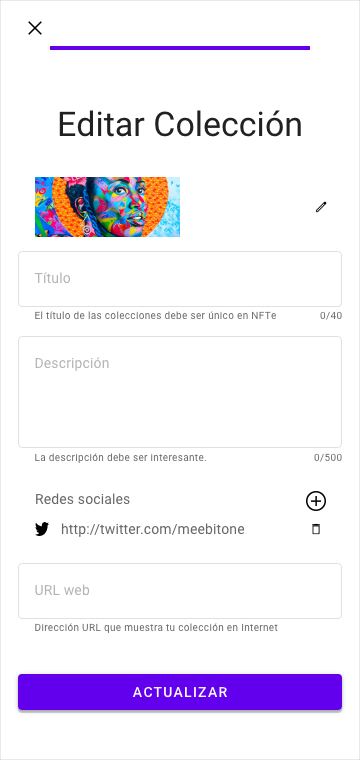 Editar Colección
Título
El título de las colecciones debe ser único en NFTe 0/40
Descripción
La descripción debe ser interesante. 0/500
Redes sociales
http://twitter.com/meebitone
URL web
Dirección URL que muestra tu colección en Internet
ACTUALIZAR